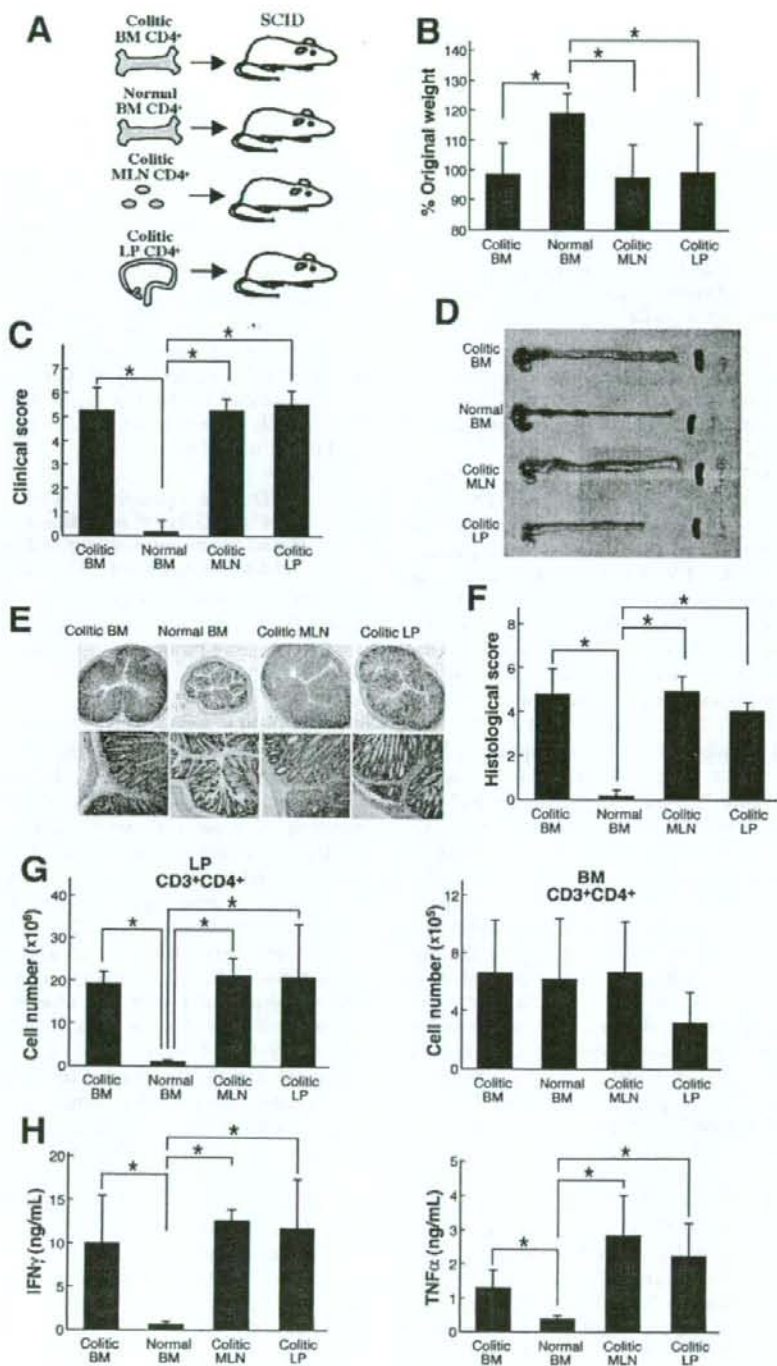 A
Colitic
BM CD4+
SCID
Normal
BM CD4+
Colitic
MLN CD4+
Colitic
LP CD4+
B
% Original weight
140
130
120
110
100
90
80
Colitic BM
Normal BM
Colitic MLN
Colitic LP
*
*
*
C
Clinical score
7
6
5
4
3
2
1
0
Colitic BM
Normal BM
Colitic MLN
Colitic LP
*
*
*
D
Colitic BM
Normal BM
Colitic MLN
Colitic LP
E
Colitic BM Normal BM Colitic MLN Colitic LP
F
Histological score
8
6
4
2
0
Colitic BM
Normal BM
Colitic MLN
Colitic LP
*
*
*
G
LP
CD3+CD4+
Cell number (×10⁶)
40
30
20
10
0
Colitic BM
Normal BM
Colitic MLN
Colitic LP
*
*
*
BM
CD3+CD4+
Cell number (×10⁵)
12
9
6
4
0
Colitic BM
Normal BM
Colitic MLN
Colitic LP
H
IFNγ (ng/mL)
20
15
10
5
0
Colitic BM
Normal BM
Colitic MLN
Colitic LP
*
*
*
TNFα (ng/mL)
5
4
3
2
1
0
Colitic BM
Normal BM
Colitic MLN
Colitic LP
*
*
*